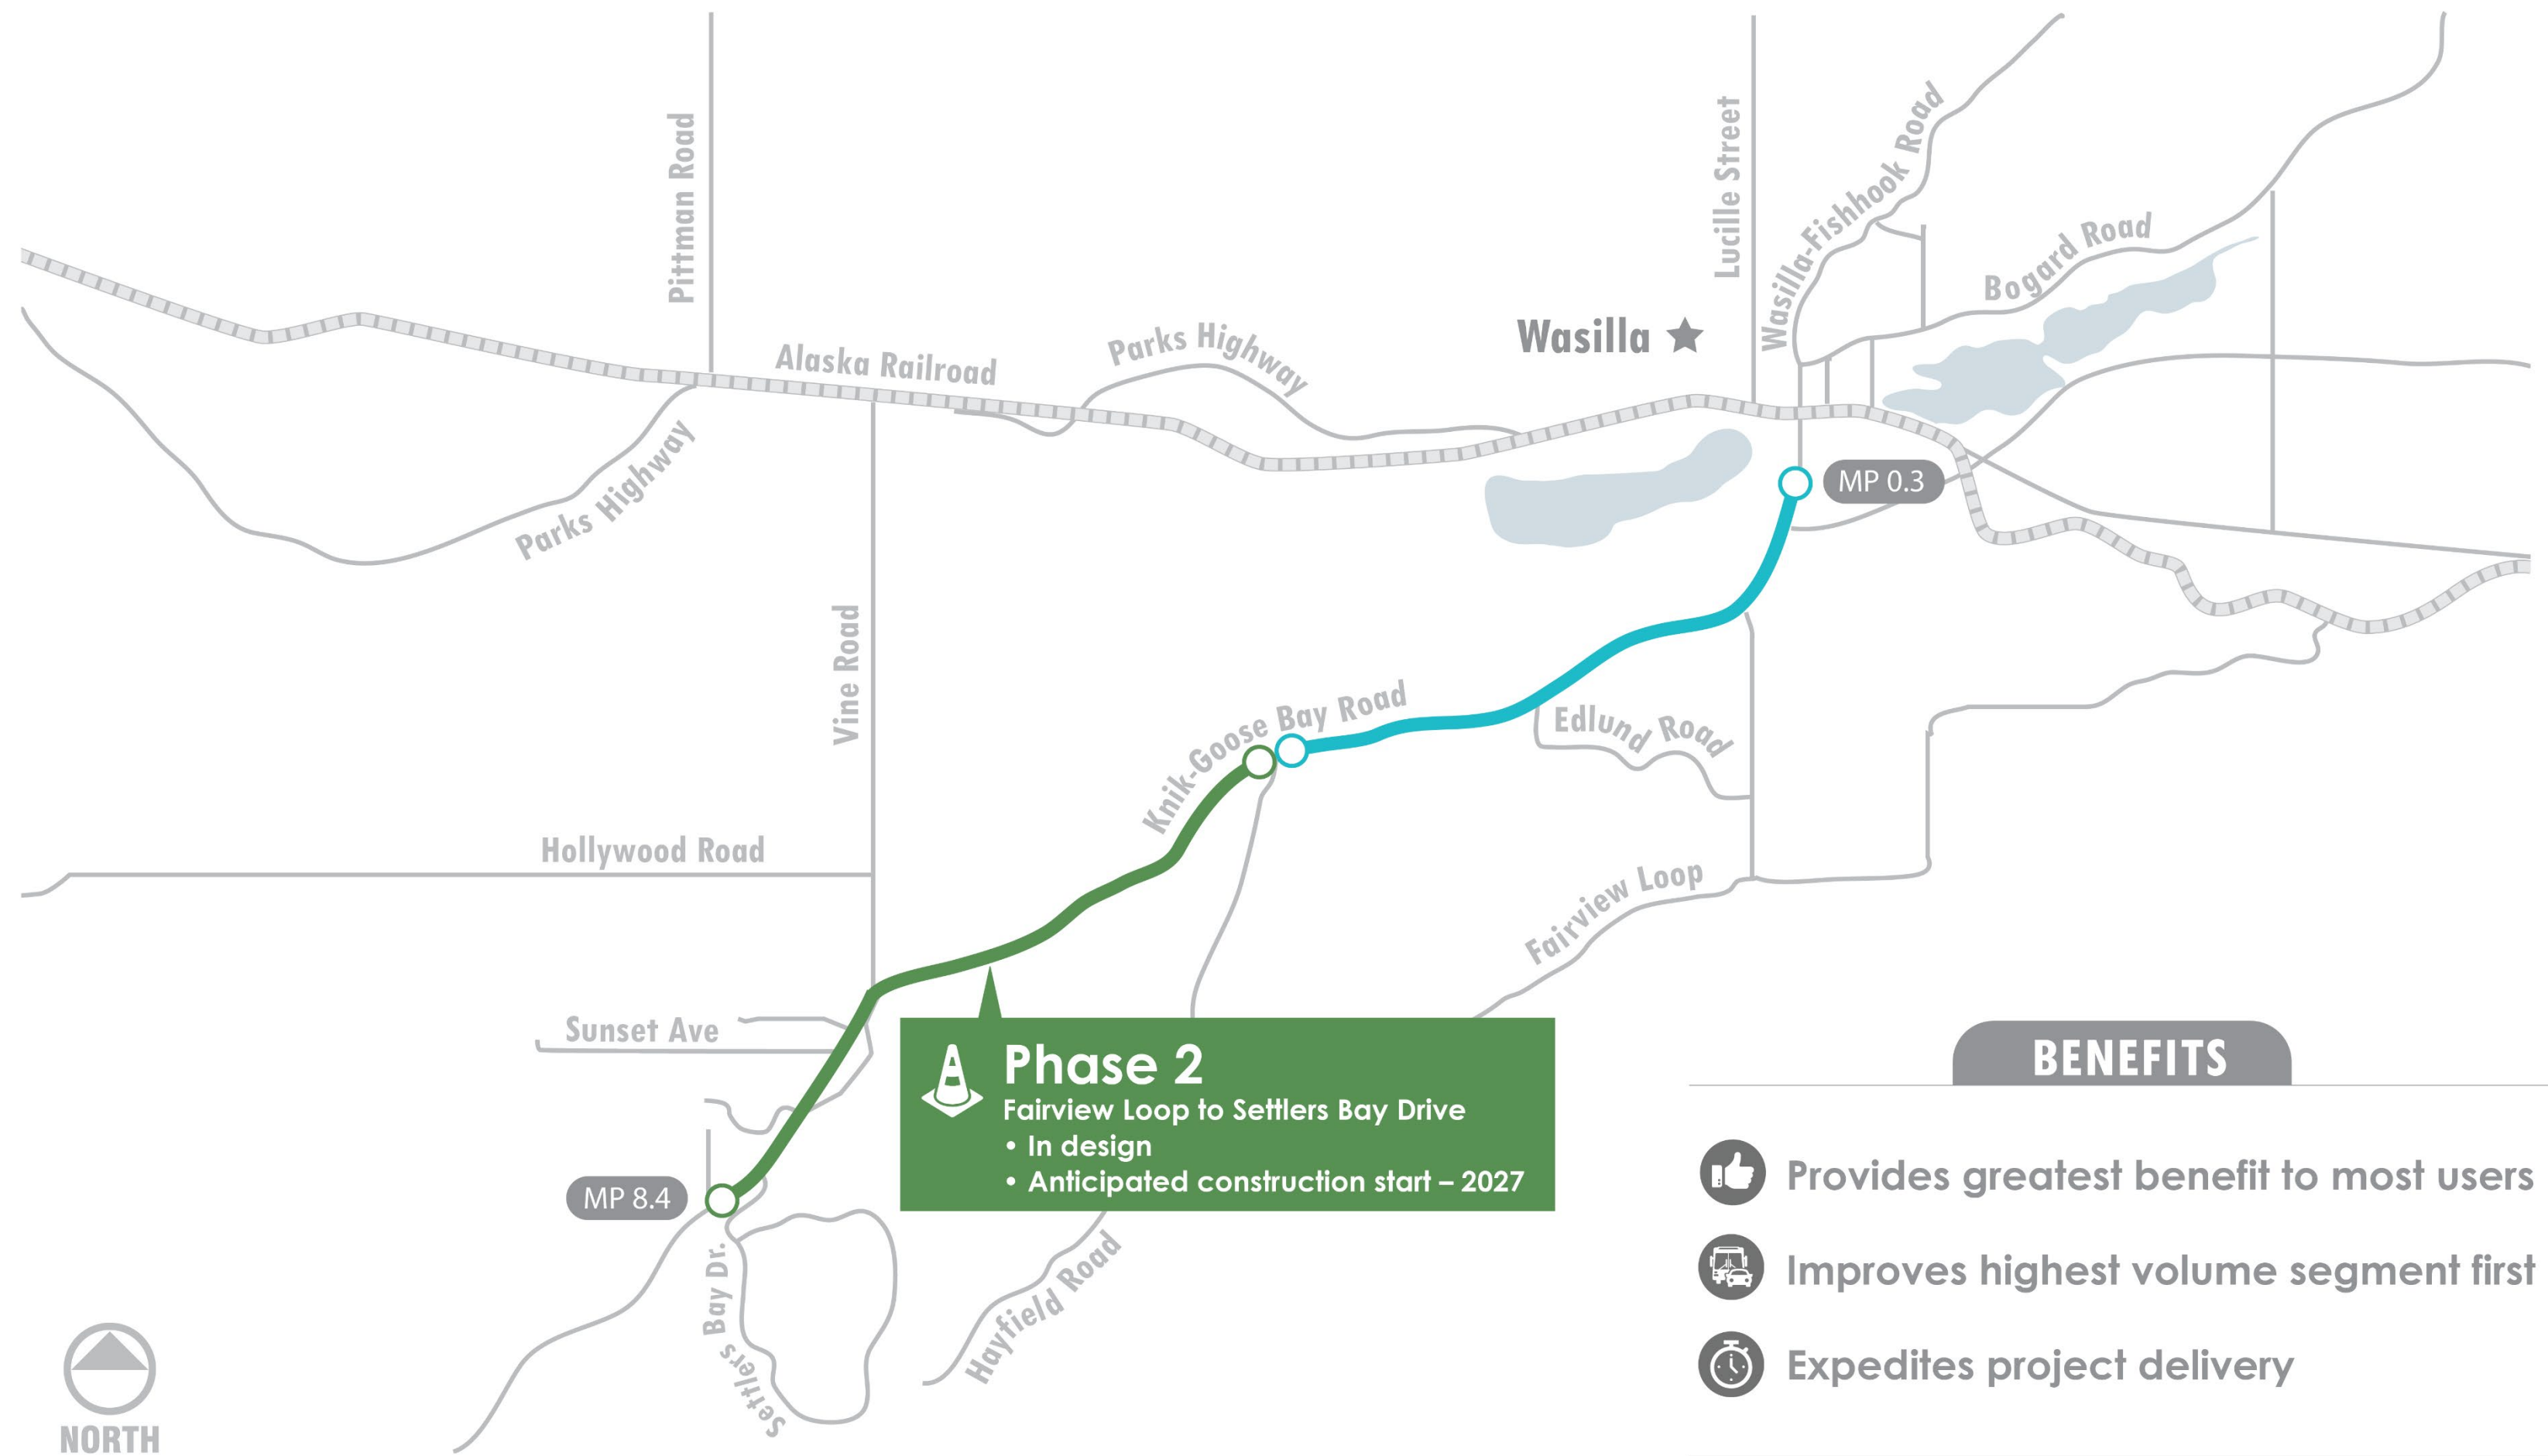 Pittman Road
Lucille Street
Wasilla-Fishhook Road
Bogard Road
Wasilla
Alaska Railroad
Parks Highway
Parks Highway
MP 0.3
Vine Road
Knik-Goose Bay Road
Edlund Road
Hollywood Road
Fairview Loop
Sunset Ave
Phase 2
Fairview Loop to Settlers Bay Drive
• In design
• Anticipated construction start – 2027
MP 8.4
Settlers Bay Dr.
Hayfield Road
NORTH
BENEFITS
Provides greatest benefit to most users
Improves highest volume segment first
Expedites project delivery